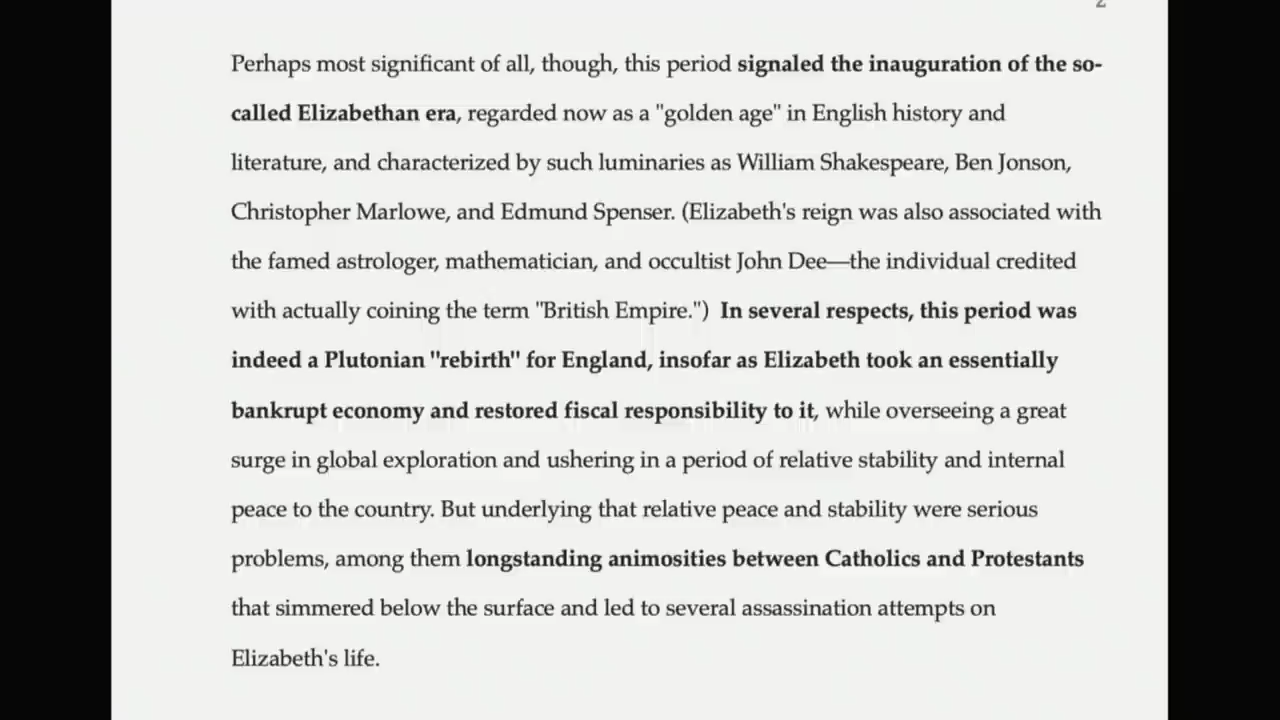 2
Perhaps most significant of all, though, this period signaled the inauguration of the so-
called Elizabethan era, regarded now as a "golden age" in English history and
literature, and characterized by such luminaries as William Shakespeare, Ben Jonson,
Christopher Marlowe, and Edmund Spenser. (Elizabeth's reign was also associated with
the famed astrologer, mathematician, and occultist John Dee—the individual credited
with actually coining the term "British Empire.")  In several respects, this period was
indeed a Plutonian "rebirth" for England, insofar as Elizabeth took an essentially
bankrupt economy and restored fiscal responsibility to it, while overseeing a great
surge in global exploration and ushering in a period of relative stability and internal
peace to the country. But underlying that relative peace and stability were serious
problems, among them longstanding animosities between Catholics and Protestants
that simmered below the surface and led to several assassination attempts on
Elizabeth's life.